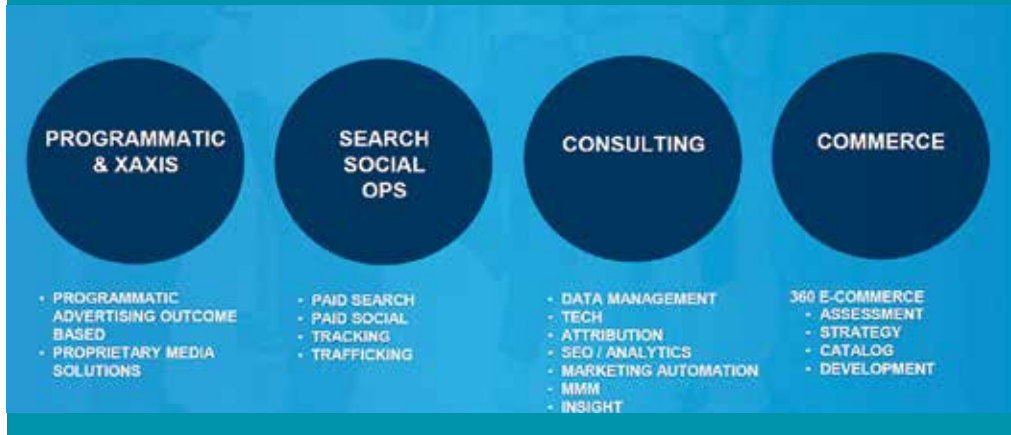 PROGRAMMATIC
& XAXIS
• PROGRAMMATIC
ADVERTISING OUTCOME
BASED
• PROPRIETARY MEDIA
SOLUTIONS
SEARCH
SOCIAL
OPS
• PAID SEARCH
• PAID SOCIAL
• TRACKING
• TRAFFICKING
CONSULTING
• DATA MANAGEMENT
• TECH
• ATTRIBUTION
• SEO / ANALYTICS
• MARKETING AUTOMATION
• MMM
• INSIGHT
COMMERCE
360 E-COMMERCE
• ASSESSMENT
• STRATEGY
• CATALOG
• DEVELOPMENT